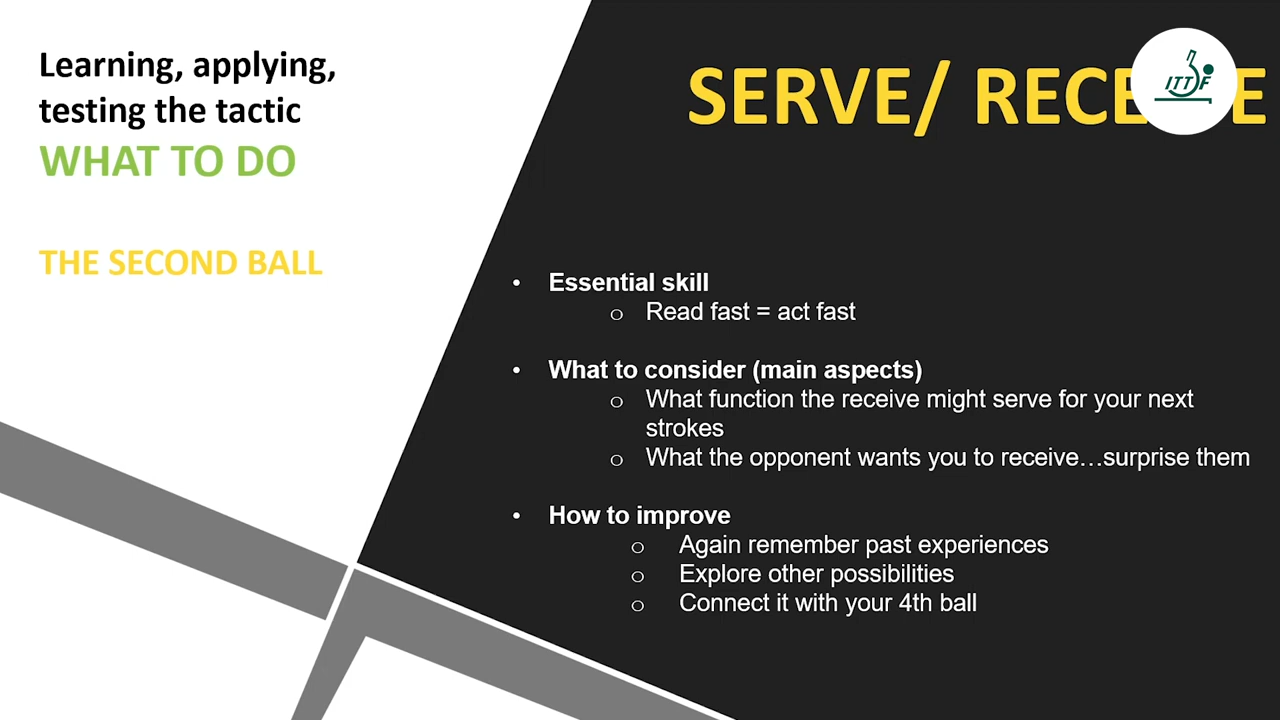 Learning, applying,
testing the tactic
WHAT TO DO
THE SECOND BALL
SERVE/
ITTF
• Essential skill
o Read fast = act fast
• What to consider (main aspects)
o What function the receive might serve for your next
strokes
o What the opponent wants you to receive…surprise them
• How to improve
o Again remember past experiences
o Explore other possibilities
o Connect it with your 4th ball